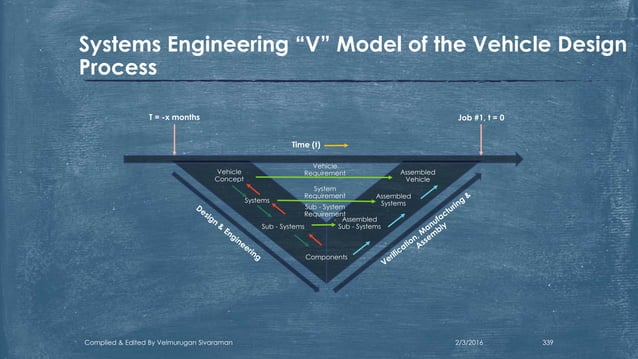 Systems Engineering “V” Model of the Vehicle Design
Process
T = -x months
Job #1, t = 0
Time (t)
Vehicle
Concept
Vehicle
Requirement
Assembled
Vehicle
Systems
System
Requirement
Assembled
Systems
Sub - System
Requirement
Sub - Systems
Assembled
Sub - Systems
Components
Design & Engineering
Verification, Manufacturing &
Assembly
Complied & Edited By Velmurugan Sivaraman
2/3/2016
339